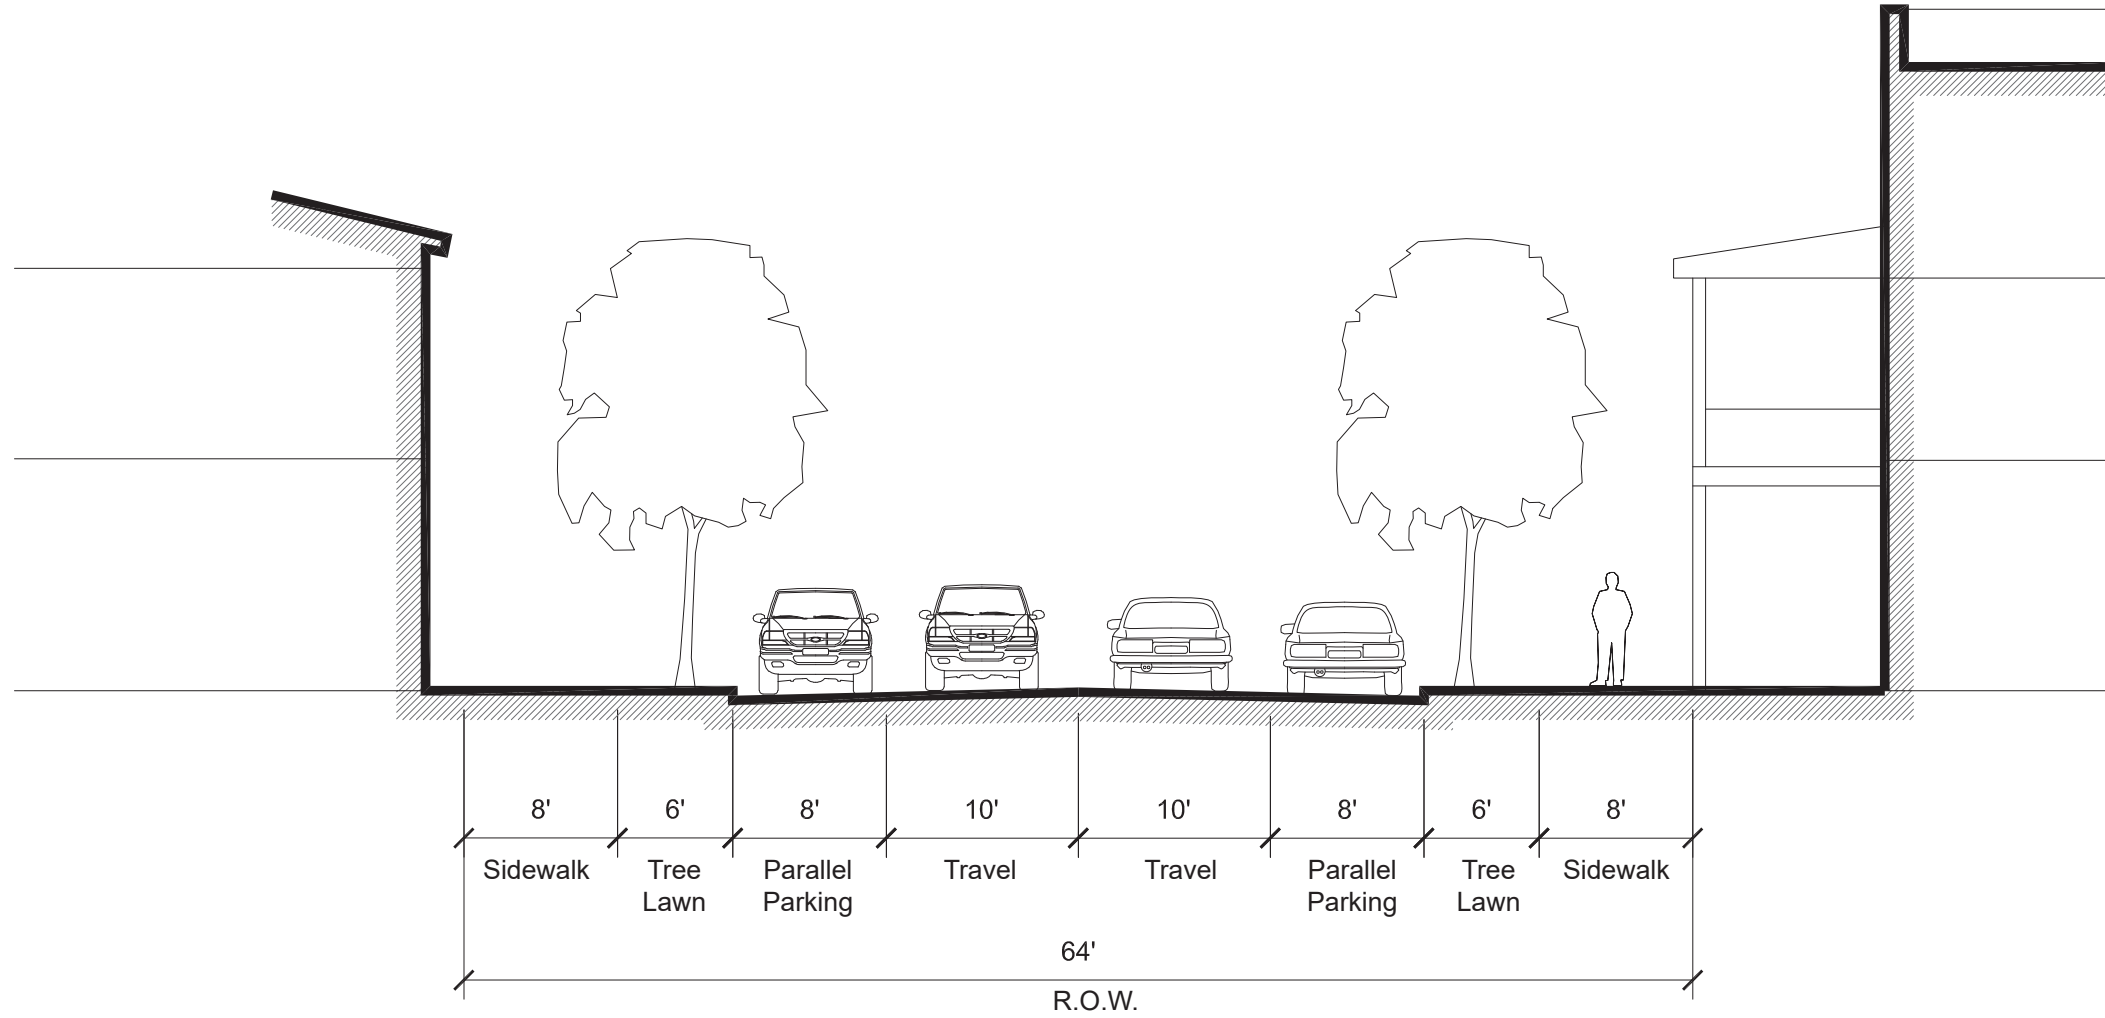 8' 6' 8' 10' 10' 8' 6' 8'
Sidewalk Tree Parallel Travel Travel Parallel Tree Sidewalk
Lawn Parking Parking Lawn
64'
R.O.W.